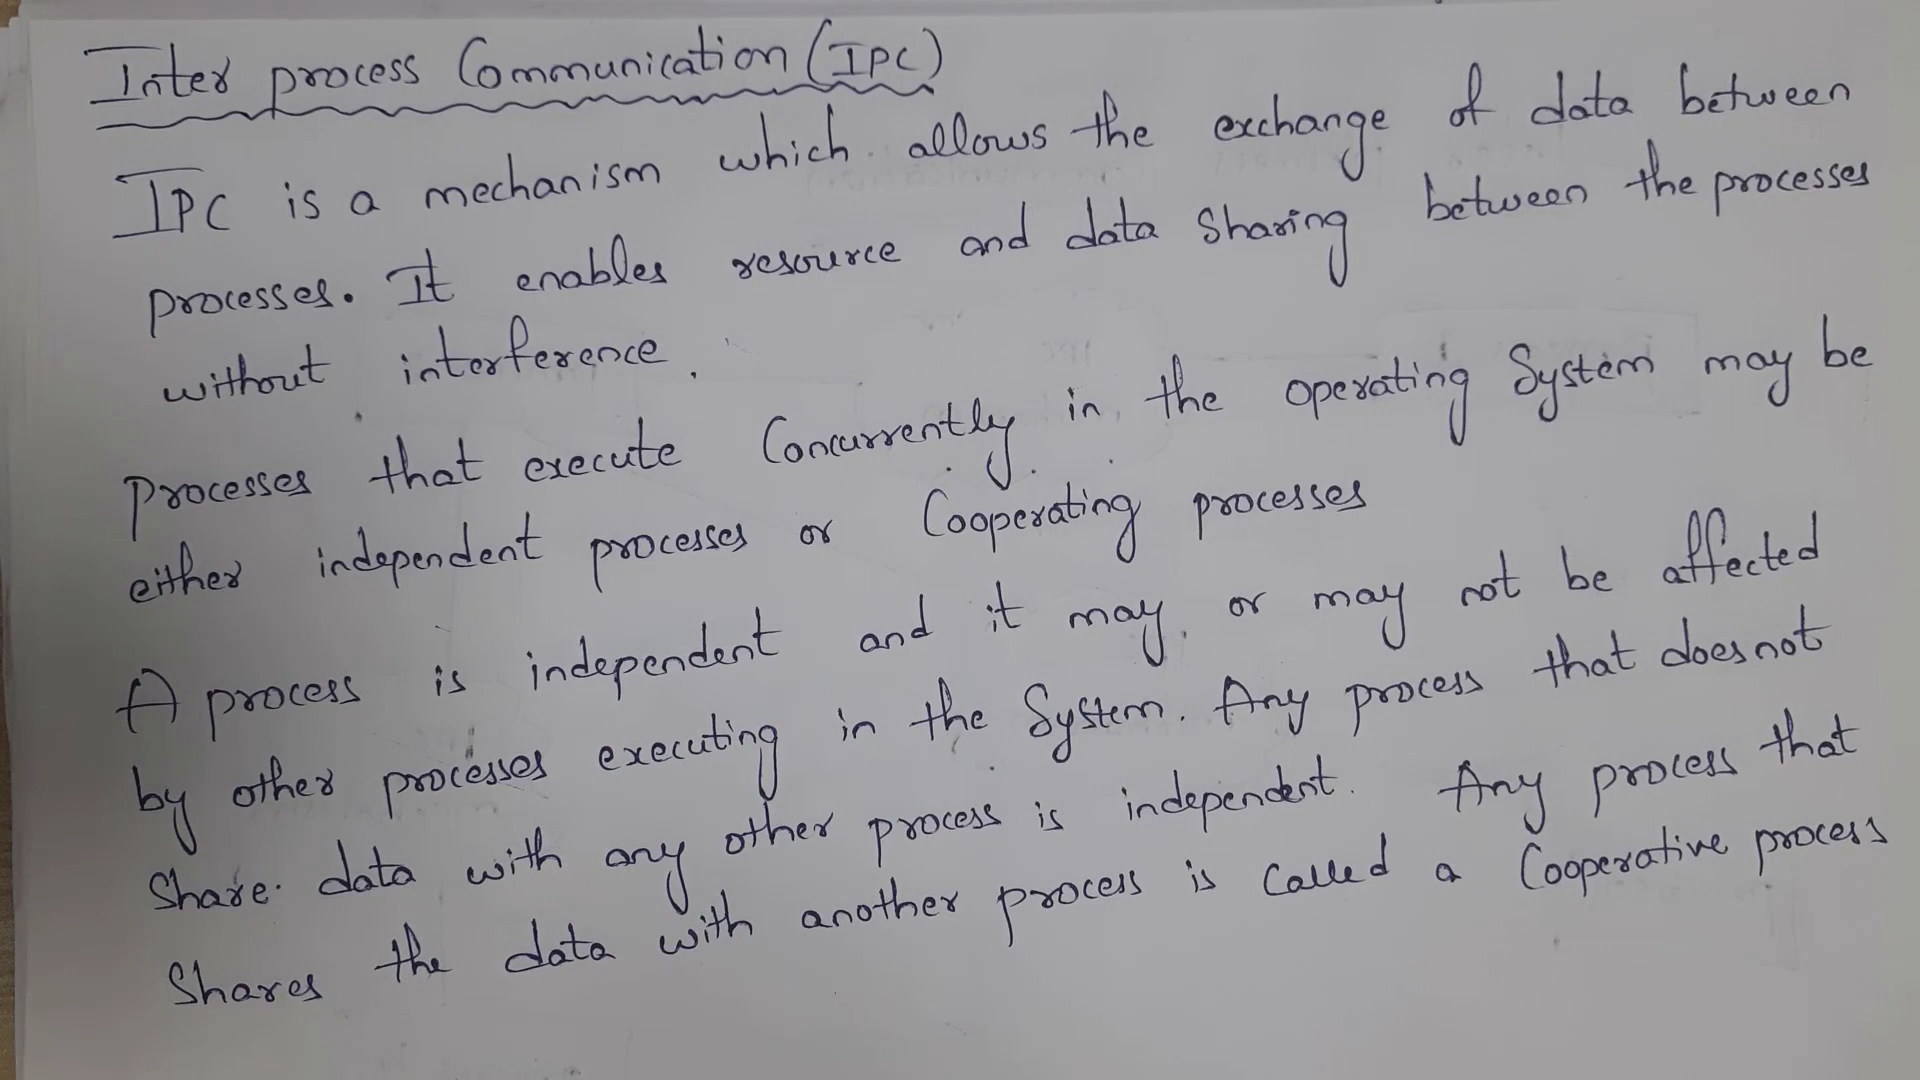 Inter process Communication (IPC)
IPC is a mechanism which allows the exchange of data between
processes. It enables resource and data sharing between the processes
without interference.
Processes that execute Concurrently in the operating System may be
either independent processes or Cooperating processes
A process is independent and it may or may not be affected
by other processes executing in the System. Any process that does not
Share data with any other process is independent. Any process that
Shares the data with another process is called a Cooperative process